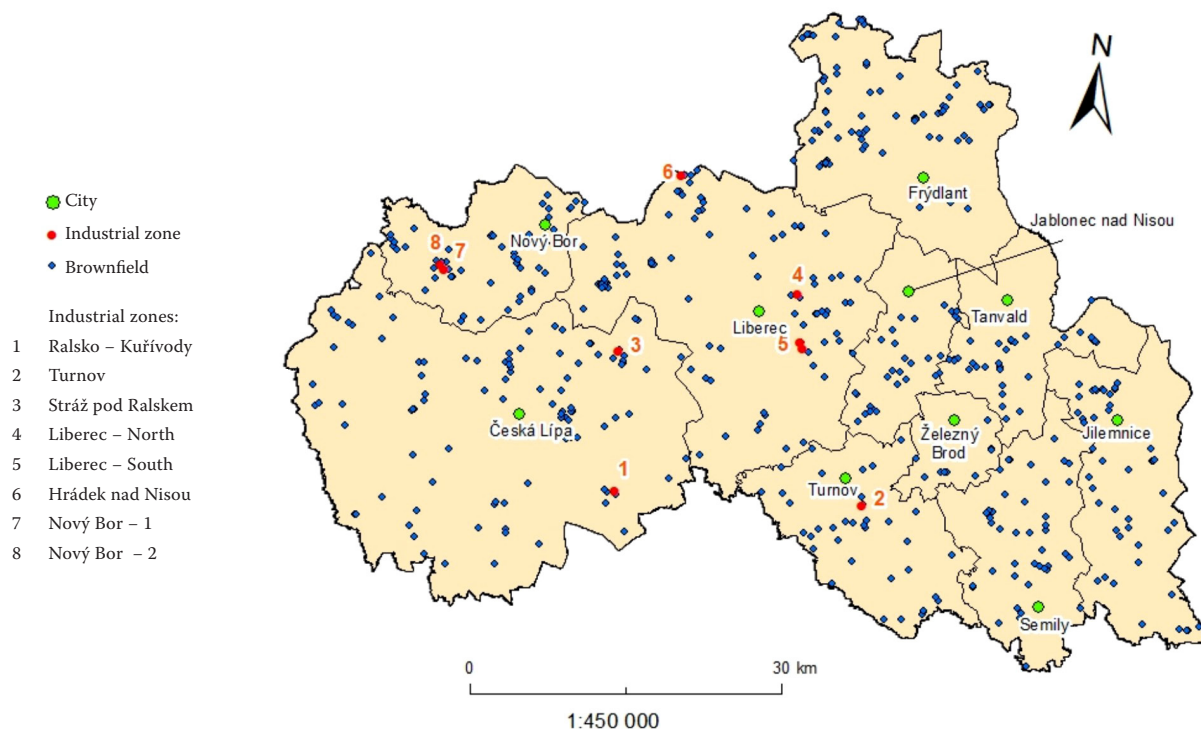 City
Industrial zone
Brownfield
Industrial zones:
1 Ralsko – Kuřívody
2 Turnov
3 Stráž pod Ralskem
4 Liberec – North
5 Liberec – South
6 Hrádek nad Nisou
7 Nový Bor – 1
8 Nový Bor – 2
N
6
Frýdlant
Jablonec nad Nisou
Nový Bor
8 7
4
Tanvald
Liberec
3
5
Česká Lípa
Železný
Brod
Jilemnice
1
Turnov
2
Semily
0 30 km
1:450 000